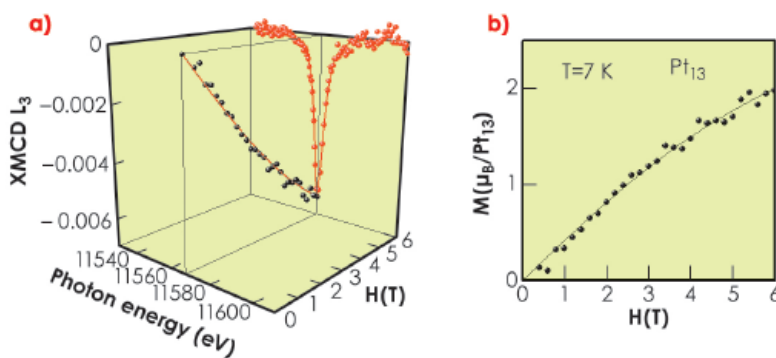 a)
XMCD L₃
0
−0.002
−0.004
−0.006
11540
11560
11580
11600
Photon energy (eV)
0 1 2 3 4 5 6
H(T)
b)
T=7 K Pt₁₃
M(μ_B/Pt₁₃)
2
1
0
0 1 2 3 4 5 6
H(T)